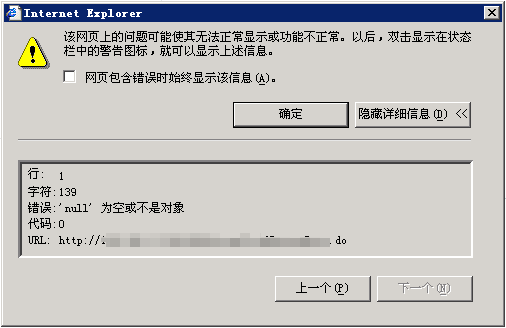 Internet Explorer
该网页上的问题可能使其无法正常显示或功能不正常。以后，双击显示在状态
栏中的警告图标，就可以显示上述信息。
网页包含错误时始终显示该信息(A)。
确定
隐藏详细信息(D) <<
行: 1
字符:139
错误:'null' 为空或不是对象
代码:0
URL: http:// .do
上一个(P)
下一个(N)